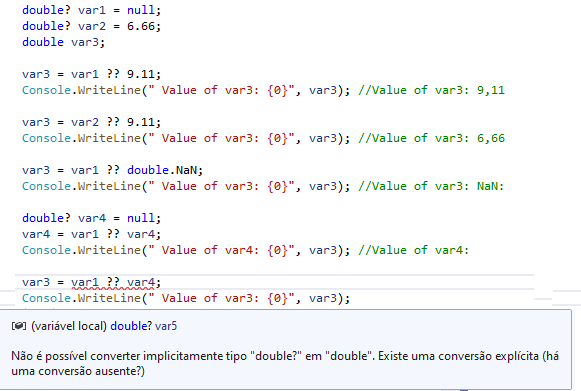 double? var1 = null;
double? var2 = 6.66;
double var3;
var3 = var1 ?? 9.11;
Console.WriteLine(" Value of var3: {0}", var3); //Value of var3: 9,11
var3 = var2 ?? 9.11;
Console.WriteLine(" Value of var3: {0}", var3); //Value of var3: 6,66
var3 = var1 ?? double.NaN;
Console.WriteLine(" Value of var3: {0}", var3); //Value of var3: NaN:
double? var4 = null;
var4 = var1 ?? var4;
Console.WriteLine(" Value of var4: {0}", var3); //Value of var4:
var3 = var1 ?? var4;
Console.WriteLine(" Value of var3: {0}", var3);
(variável local) double? var5
Não é possível converter implicitamente tipo "double?" em "double". Existe uma conversão explícita (há
uma conversão ausente?)